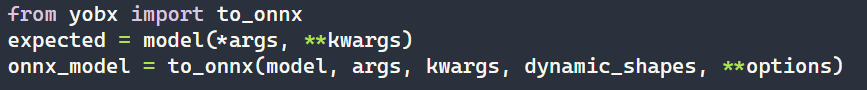 from yobx import to_onnx
expected = model(*args, **kwargs)
onnx_model = to_onnx(model, args, kwargs, dynamic_shapes, **options)